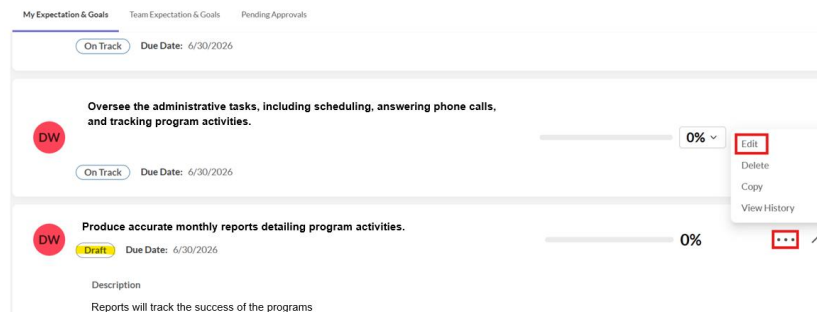 My Expectation & Goals Team Expectation & Goals Pending Approvals
On Track Due Date: 6/30/2026
Oversee the administrative tasks, including scheduling, answering phone calls,
and tracking program activities.
DW
0%
On Track Due Date: 6/30/2026
Edit
Delete
Copy
View History
Produce accurate monthly reports detailing program activities.
DW
Draft Due Date: 6/30/2026
0%
Description
Reports will track the success of the programs